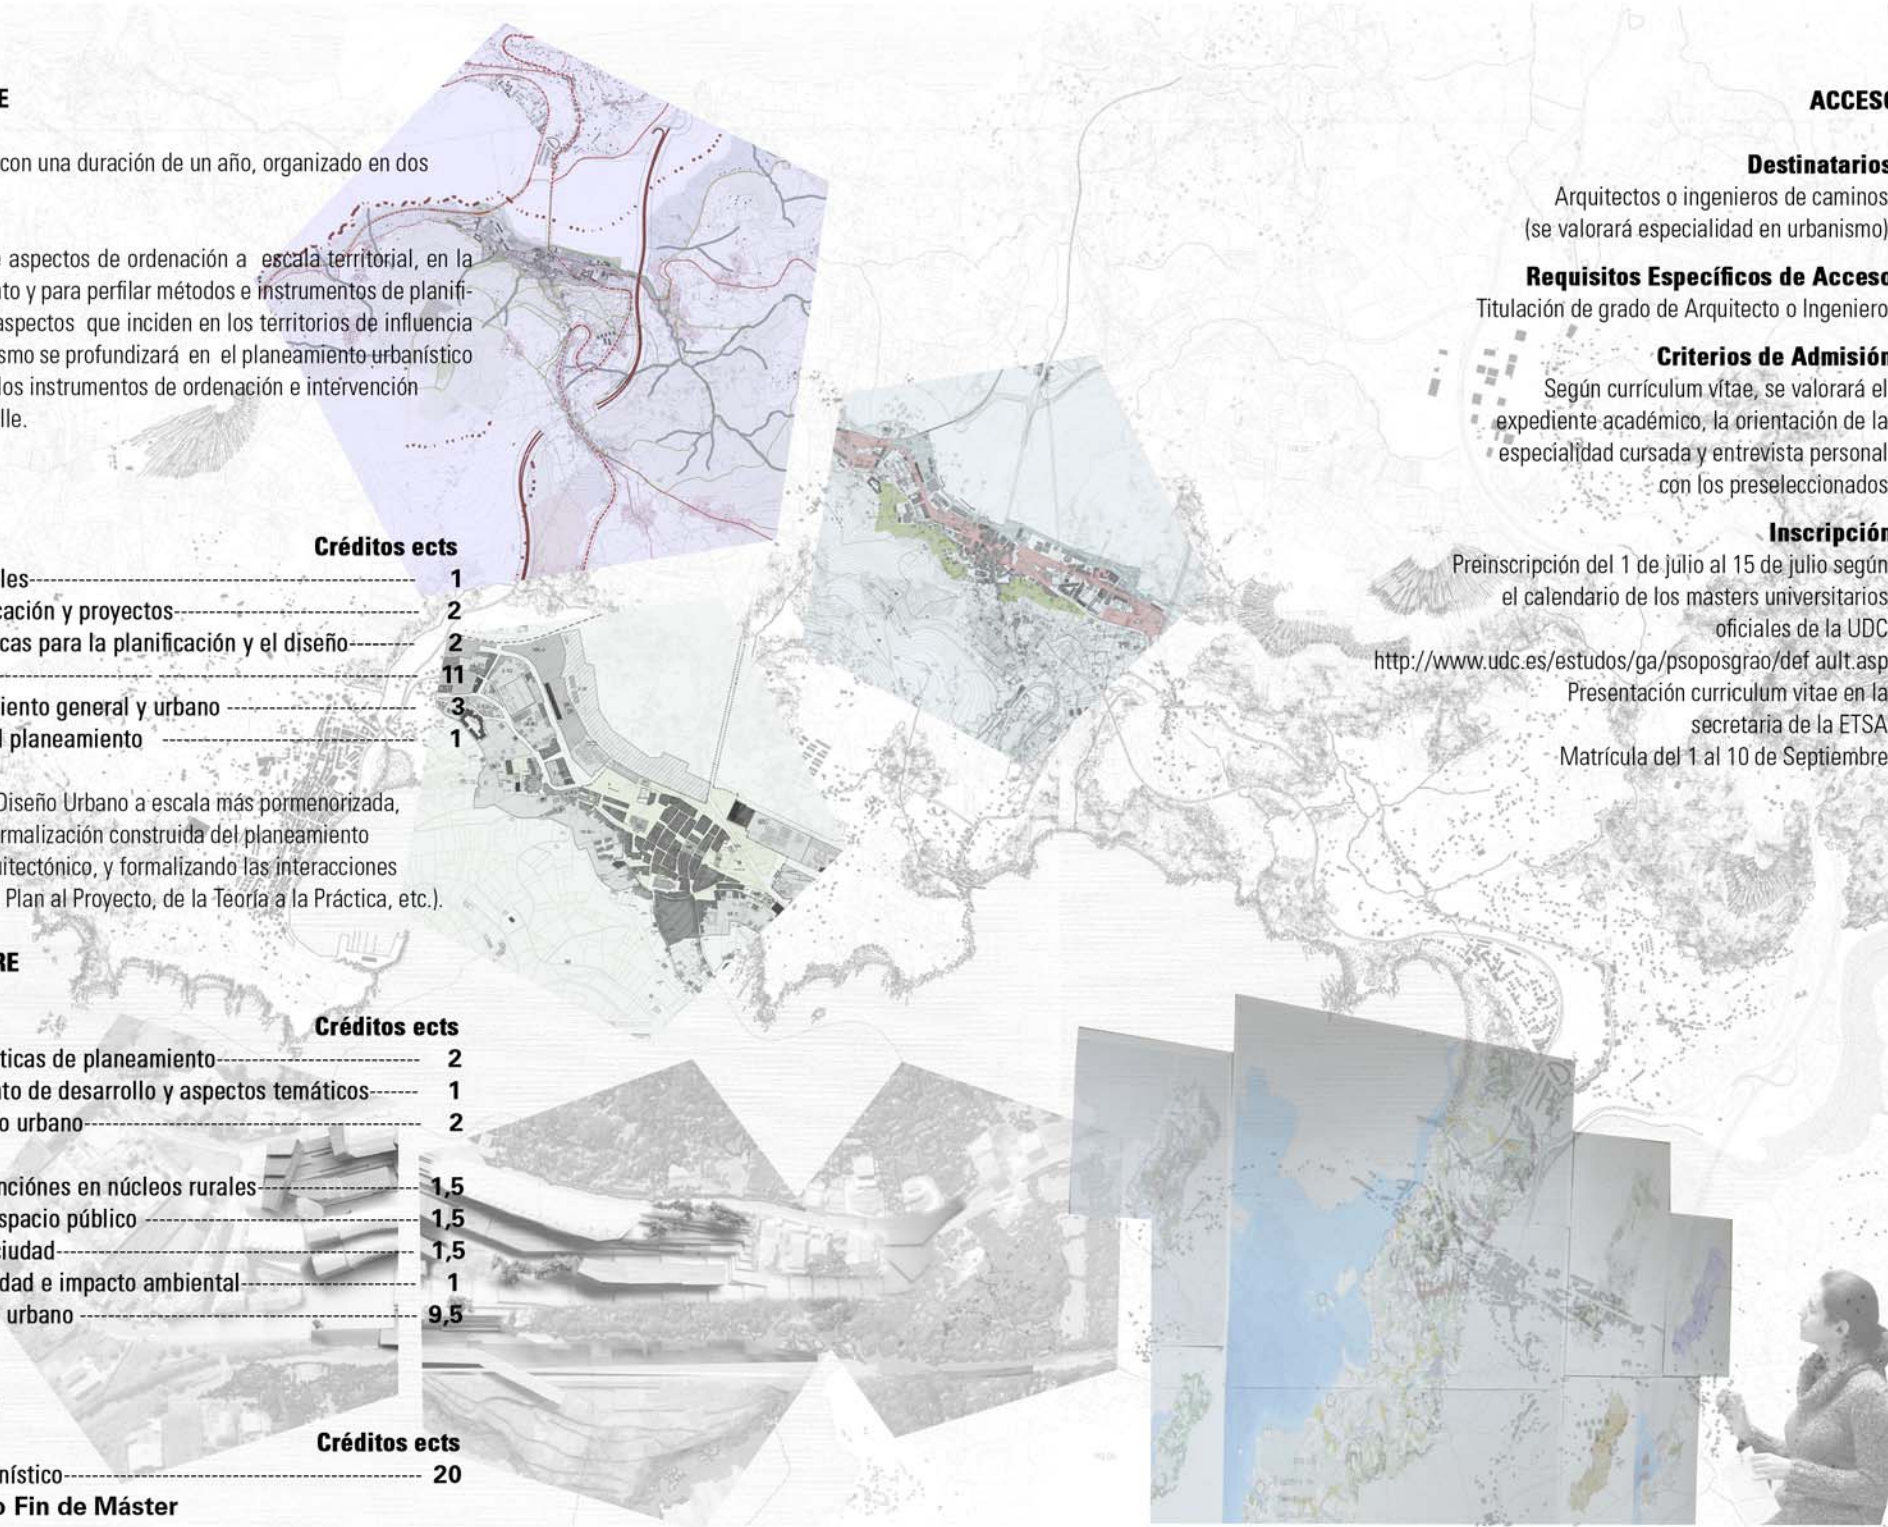 E
con una duración de un año, organizado en dos
e aspectos de ordenación a escala territorial, en la
nto y para perfilar métodos e instrumentos de planifi-
aspectos que inciden en los territorios de influencia
smo se profundizará en el planeamiento urbanístico
los instrumentos de ordenación e intervención
lle.
Créditos ects
les 1
cación y proyectos 2
cas para la planificación y el diseño 2
11
iento general y urbano 3
l planeamiento 1
Diseño Urbano a escala más pormenorizada,
rmalización construida del planeamiento
uitectónico, y formalizando las interacciones
Plan al Proyecto, de la Teoría a la Práctica, etc.).
RE
Créditos ects
ticas de planeamiento 2
nto de desarrollo y aspectos temáticos 1
o urbano 2
nciónes en núcleos rurales 1,5
spacio público 1,5
ciudad 1,5
dad e impacto ambiental 1
urbano 9,5
Créditos ects
nístico 20
o Fin de Máster
ACCESO
Destinatarios
Arquitectos o ingenieros de caminos
(se valorará especialidad en urbanismo)
Requisitos Específicos de Acceso
Titulación de grado de Arquitecto o Ingeniero
Criterios de Admisión
Según currículum vítae, se valorará el
expediente académico, la orientación de la
especialidad cursada y entrevista personal
con los preseleccionados
Inscripción
Preinscripción del 1 de julio al 15 de julio según
el calendario de los masters universitarios
oficiales de la UDC
http://www.udc.es/estudos/ga/psoposgrao/def ault.asp
Presentación curriculum vitae en la
secretaria de la ETSA
Matrícula del 1 al 10 de Septiembre